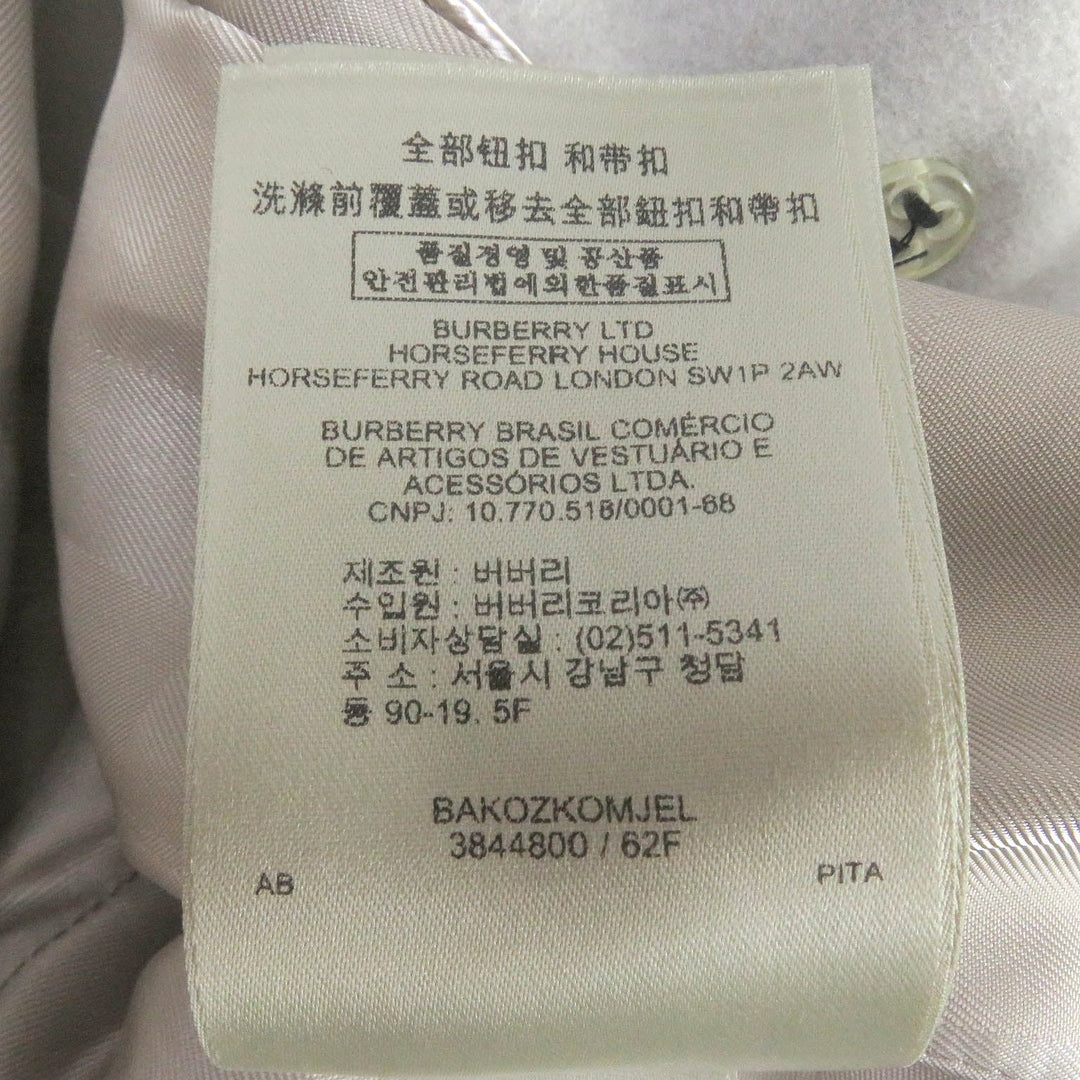 全部钮扣 和带扣
洗滌前覆蓋或移去全部鈕扣和帶扣
품질경영 및 공산품
안전관리법에의한품질표시
BURBERRY LTD
HORSEFERRY HOUSE
HORSEFERRY ROAD LONDON SW1P 2AW
BURBERRY BRASIL COMÉRCIO
DE ARTIGOS DE VESTUÁRIO E
ACESSÓRIOS LTDA.
CNPJ: 10.770.518/0001-68
제조원 : 버버리
수입원 : 버버리코리아㈜
소비자상담실 : (02)511-5341
주 소 : 서울시 강남구 청담
동 90-19. 5F
BAKOZKOMJEL
3844800 / 62F
AB PITA